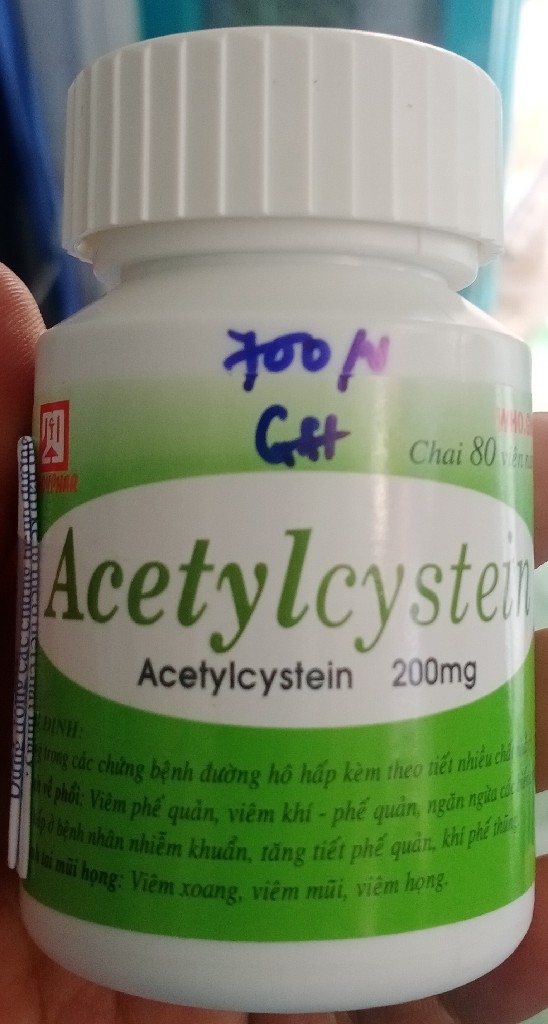 700/V
GH
WHO
Chai 80 viên
Acetylcystein
Acetylcystein 200mg
ĐỊNH:
trong các chứng bệnh đường hô hấp kèm theo tiết nhiều
về phổi: Viêm phế quản, viêm khí - phế quản, ngăn ngừa
ở bệnh nhân nhiễm khuẩn, tăng tiết phế quản, khí phế thũng.
tai mũi họng: Viêm xoang, viêm mũi, viêm họng.